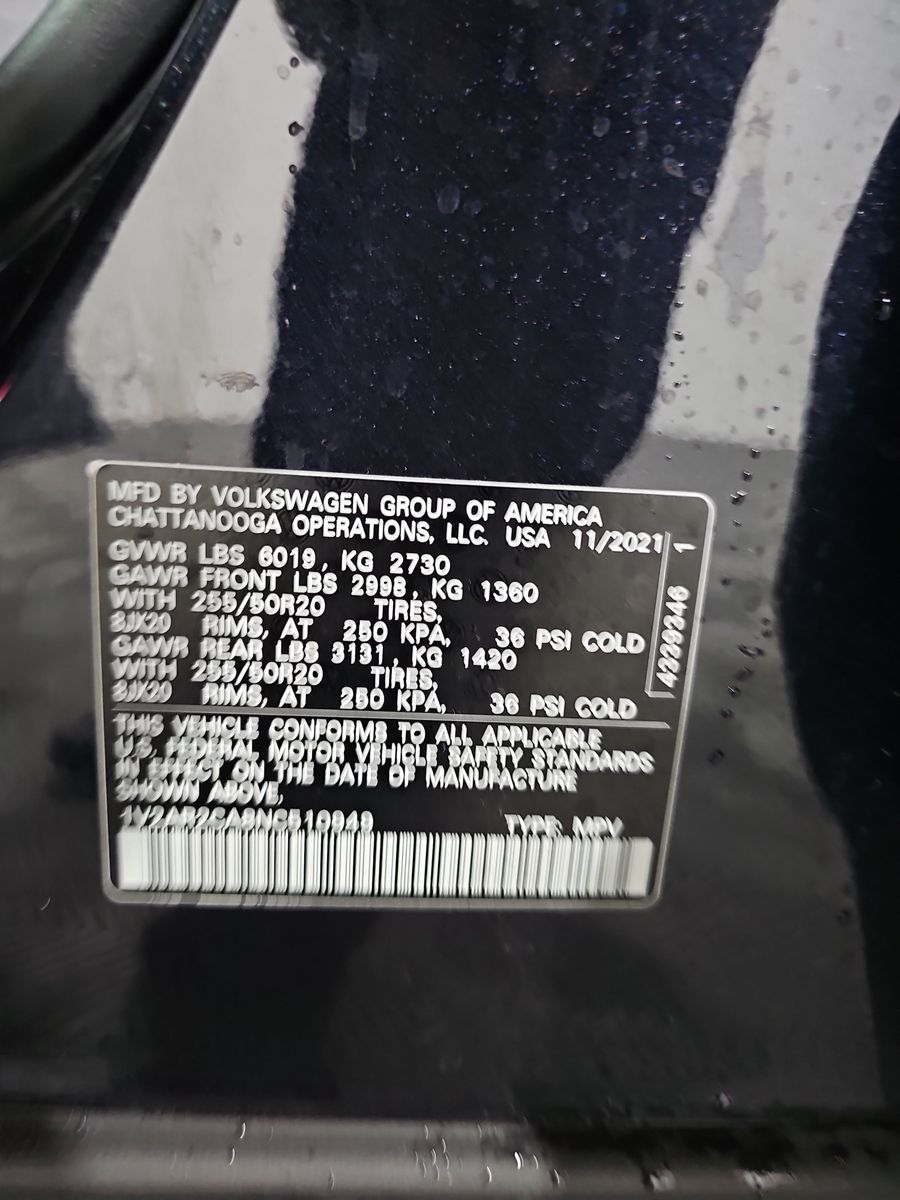 MFD BY VOLKSWAGEN GROUP OF AMERICA
CHATTANOOGA OPERATIONS, LLC. USA 11/2021
GVWR LBS 6019, KG 2730
GAWR FRONT LBS 2998, KG 1360
WITH 255/50R20 TIRES,
8JX20 RIMS, AT 250 KPA, 36 PSI COLD
GAWR REAR LBS 3131, KG 1420
WITH 255/50R20 TIRES,
8JX20 RIMS, AT 250 KPA, 36 PSI COLD
THIS VEHICLE CONFORMS TO ALL APPLICABLE
U.S. FEDERAL MOTOR VEHICLE SAFETY STANDARDS
IN EFFECT ON THE DATE OF MANUFACTURE
SHOWN ABOVE,
TYPE: MPV
4239346 1